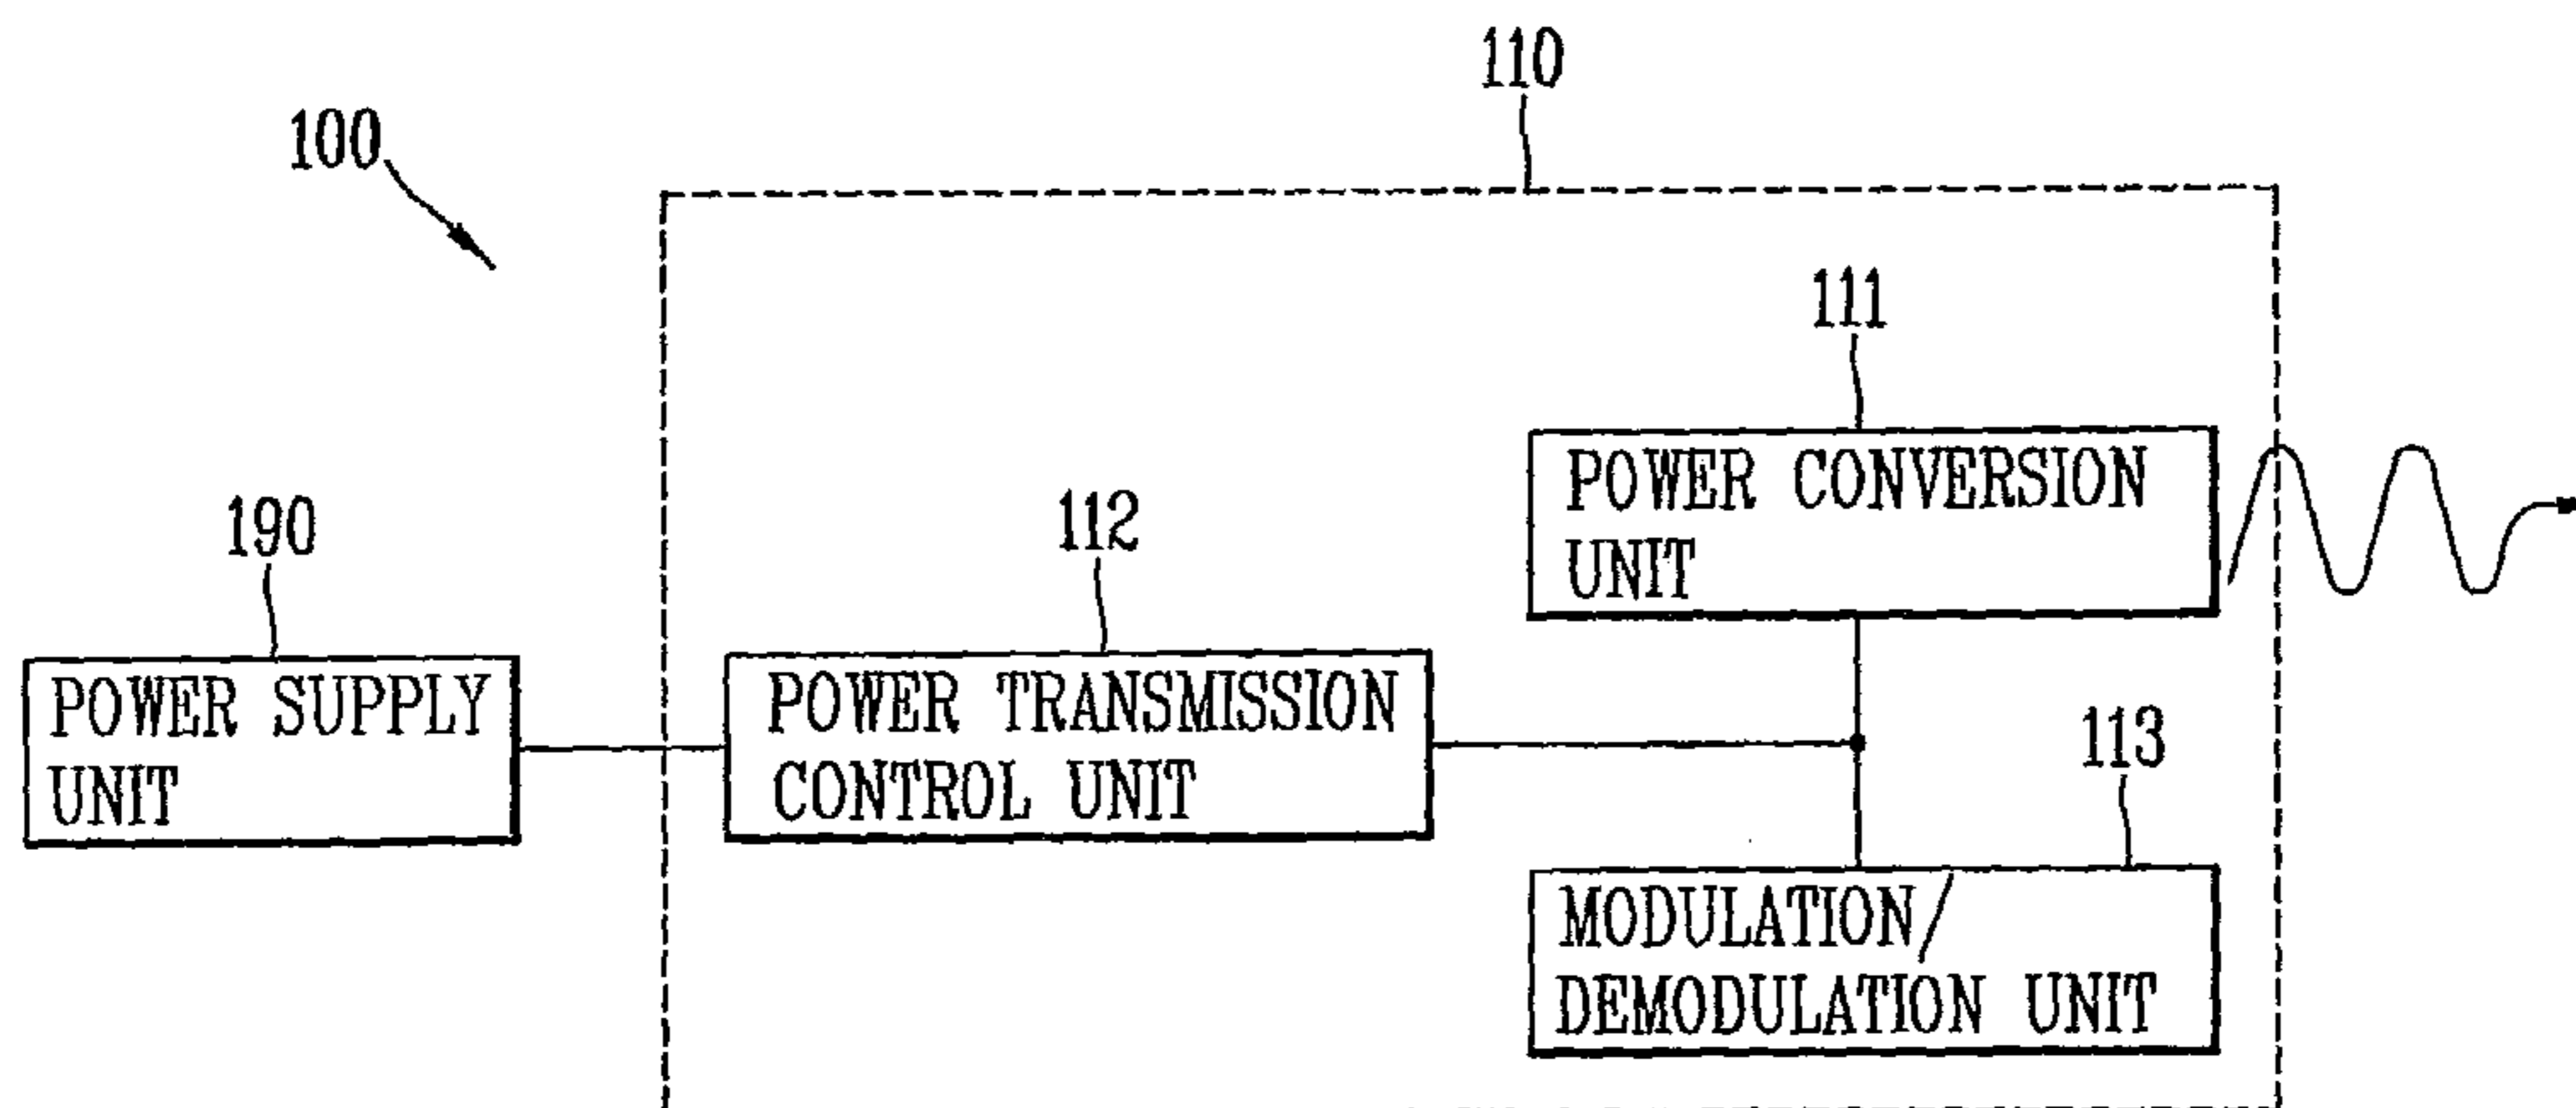 110
100
111
POWER CONVERSION
UNIT
190
112
POWER SUPPLY
UNIT
POWER TRANSMISSION
CONTROL UNIT
113
MODULATION/
DEMODULATION UNIT